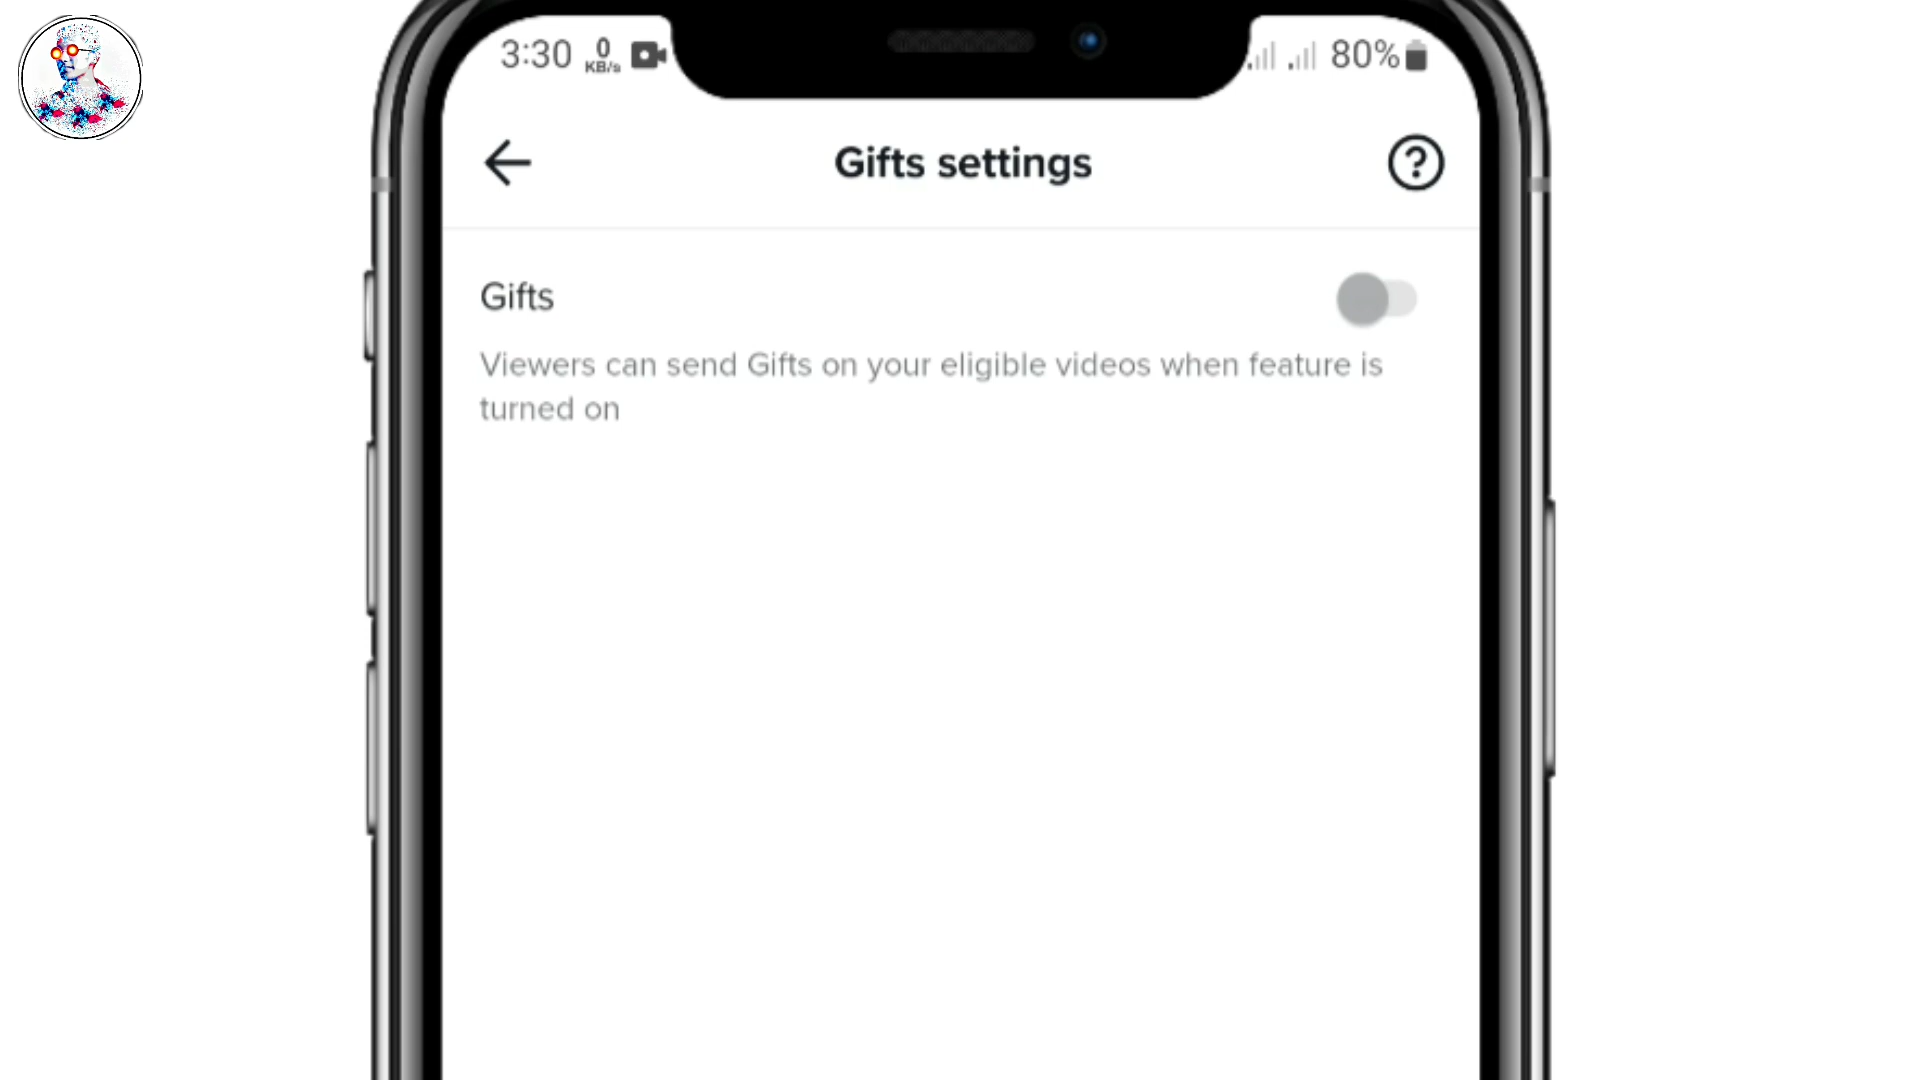 3:30 0 KB/s 80%
Gifts settings
Gifts
Viewers can send Gifts on your eligible videos when feature is
turned on